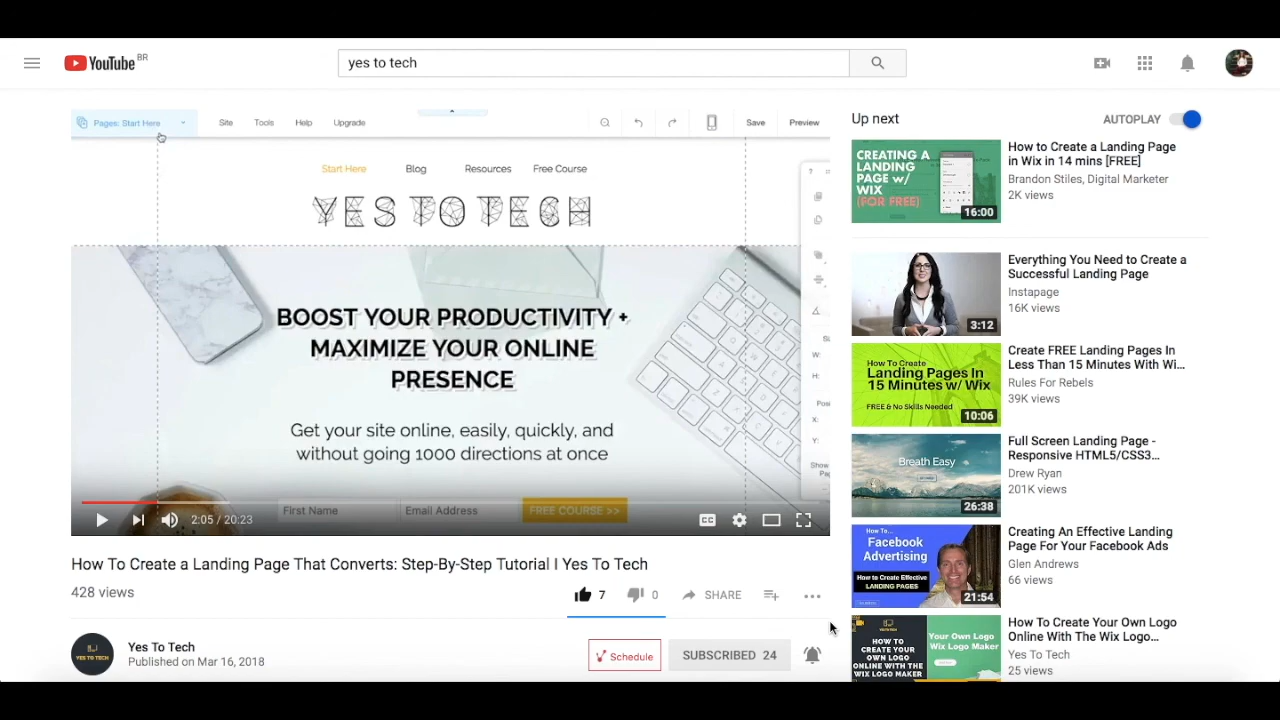 YouTube BR
yes to tech
Pages: Start Here
Site
Tools
Help
Upgrade
Save
Preview
Start Here
Blog
Resources
Free Course
YES TO TECH
BOOST YOUR PRODUCTIVITY +
MAXIMIZE YOUR ONLINE
PRESENCE
Get your site online, easily, quickly, and
without going 1000 directions at once
First Name
Email Address
FREE COURSE >>
?
W:
H:
X:
Y:
Show
2:05 / 20:23
CC
How To Create a Landing Page That Converts: Step-By-Step Tutorial I Yes To Tech
428 views
7
0
SHARE
YES TO TECH
Yes To Tech
Published on Mar 16, 2018
Schedule
SUBSCRIBED 24
Up next
AUTOPLAY
CREATING A
LANDING
PAGE w/
WIX
(FOR FREE)
16:00
How to Create a Landing Page
in Wix in 14 mins [FREE]
Brandon Stiles, Digital Marketer
2K views
3:12
Everything You Need to Create a
Successful Landing Page
Instapage
16K views
How To Create
Landing Pages In
15 Minutes w/ Wix
FREE & No Skills Needed
10:06
Create FREE Landing Pages In
Less Than 15 Minutes With Wi...
Rules For Rebels
39K views
Breath Easy
26:38
Full Screen Landing Page -
Responsive HTML5/CSS3...
Drew Ryan
201K views
How To...
Facebook
Advertising
How to Create Effective
LANDING PAGES
21:54
Creating An Effective Landing
Page For Your Facebook Ads
Glen Andrews
66 views
HOW TO
CREATE YOUR
OWN LOGO
ONLINE WITH THE
WIX LOGO MAKER
Your Own Logo
Wix Logo Maker
How To Create Your Own Logo
Online With The Wix Logo...
Yes To Tech
25 views